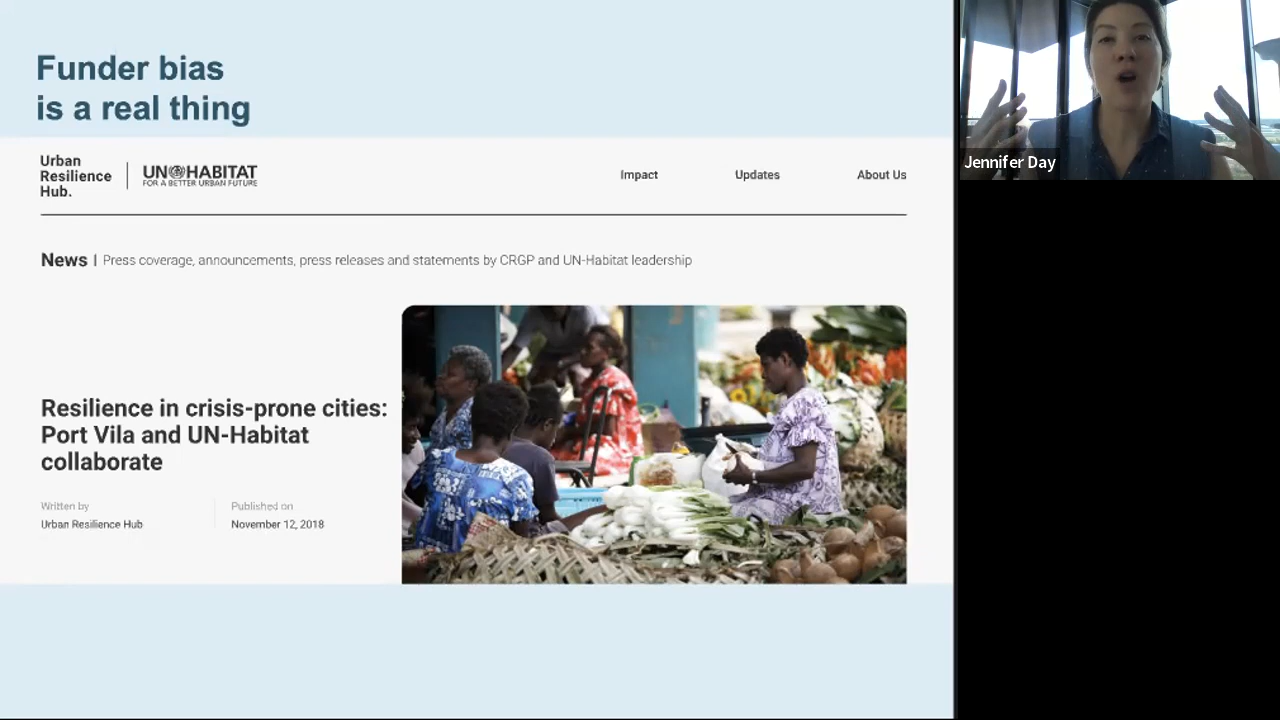 Funder bias
is a real thing
Urban
Resilience
Hub.
UN HABITAT
FOR A BETTER URBAN FUTURE
Impact
Updates
About Us
News | Press coverage, announcements, press releases and statements by CRGP and UN-Habitat leadership
Resilience in crisis-prone cities:
Port Vila and UN-Habitat
collaborate
Written by
Published on
Urban Resilience Hub
November 12, 2018
Jennifer Day